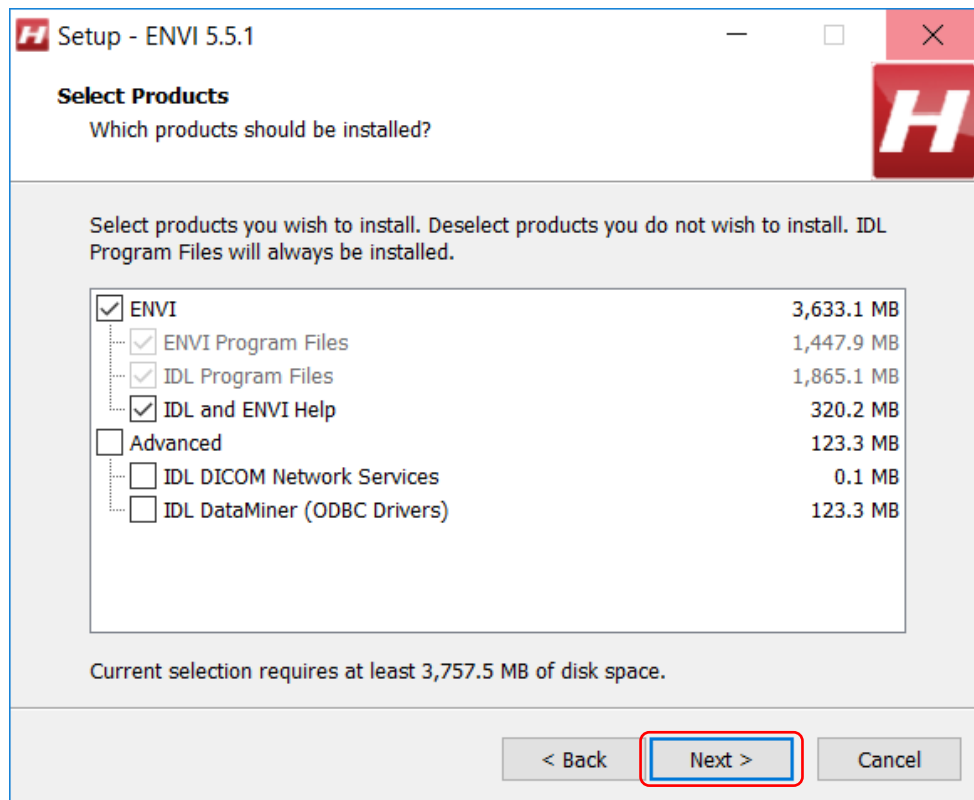 Setup - ENVI 5.5.1
Select Products
Which products should be installed?
H
Select products you wish to install. Deselect products you do not wish to install. IDL
Program Files will always be installed.
ENVI 3,633.1 MB
ENVI Program Files 1,447.9 MB
IDL Program Files 1,865.1 MB
IDL and ENVI Help 320.2 MB
Advanced 123.3 MB
IDL DICOM Network Services 0.1 MB
IDL DataMiner (ODBC Drivers) 123.3 MB
Current selection requires at least 3,757.5 MB of disk space.
< Back Next > Cancel